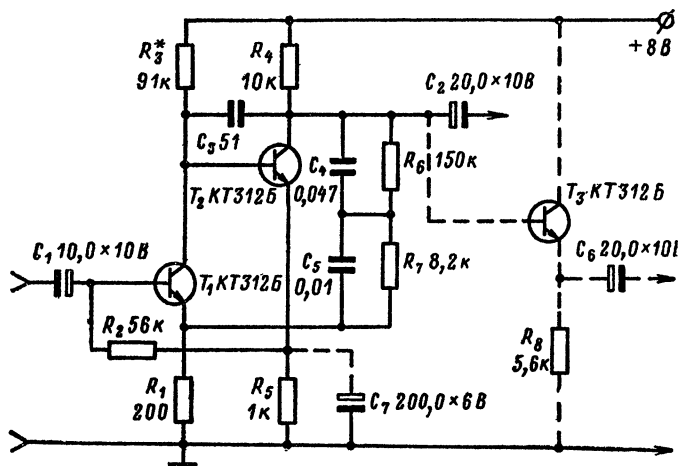 R3*
91к
R4
10к
+8В
C3 51
C2 20,0×10В
C4
0,047
R6 150к
T2 КТ312Б
T3 КТ312Б
C1 10,0×10В
T1 КТ312Б
C5
0,01
R7 8,2к
C6 20,0×10В
R2 56к
R8
5,6к
R1
200
R5
1к
C7 200,0×6В